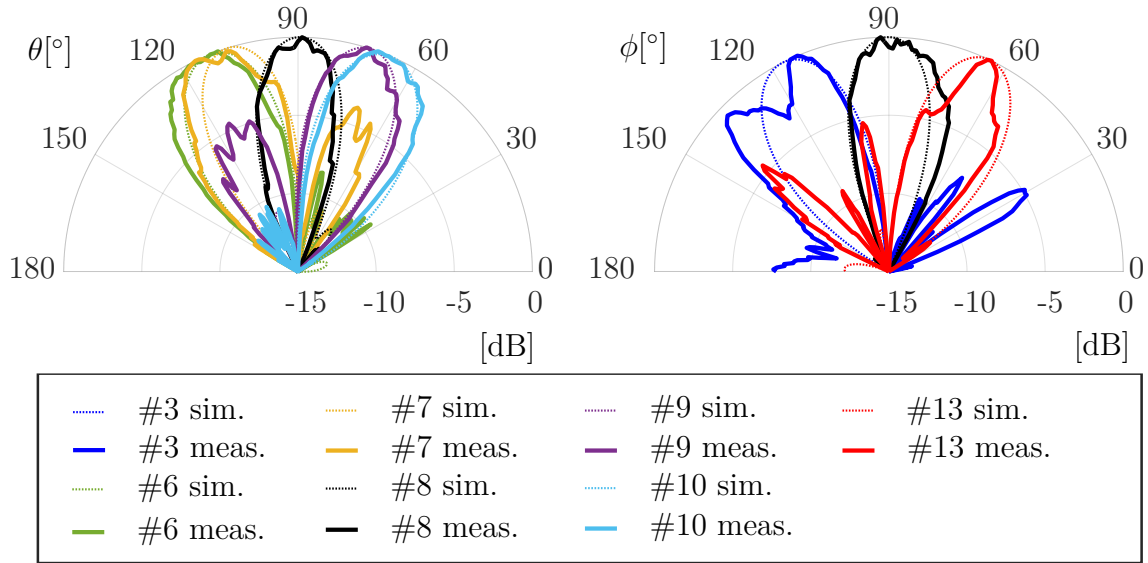 90 90
θ[°] 120 60 ϕ[°] 120 60
150 30 150 30
180 0 180 0
-15 -10 -5 0 -15 -10 -5 0
[dB] [dB]
#3 sim. #7 sim. #9 sim. #13 sim.
#3 meas. #7 meas. #9 meas. #13 meas.
#6 sim. #8 sim. #10 sim.
#6 meas. #8 meas. #10 meas.